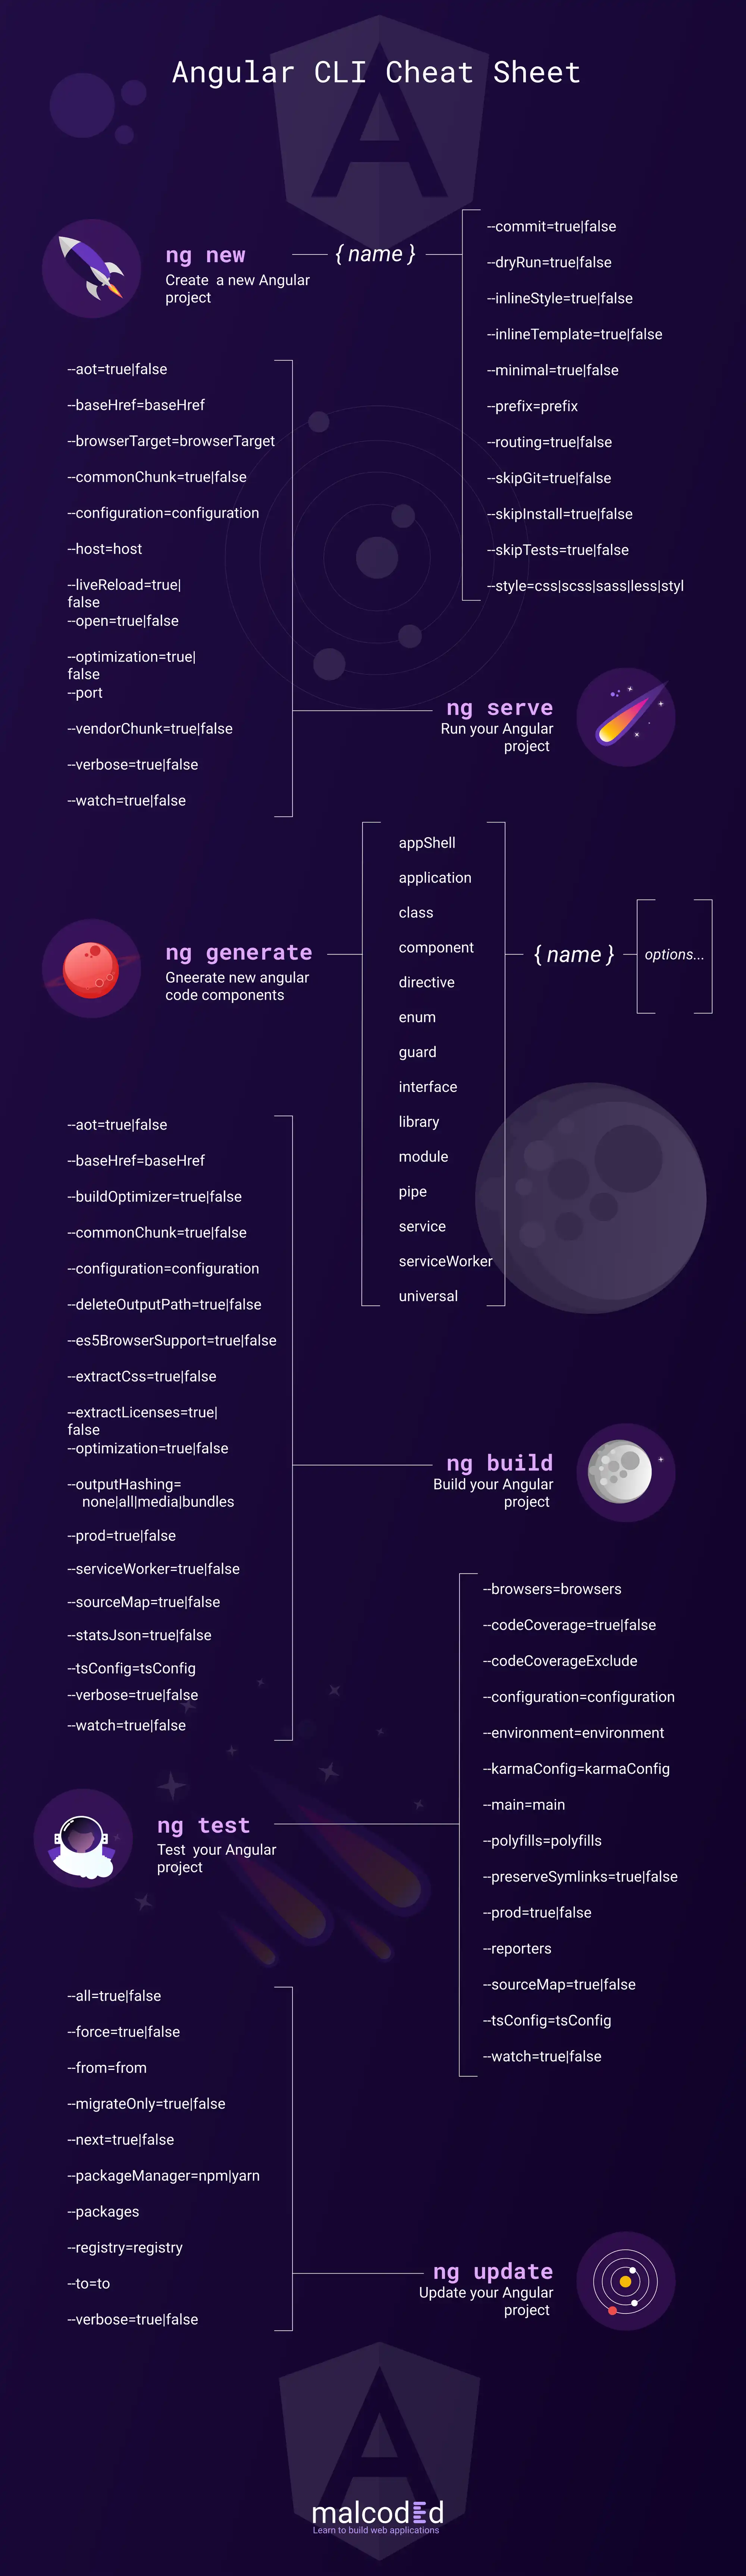 Angular CLI Cheat Sheet
ng new
Create  a new Angular
project
{ name }
--commit=true|false
--dryRun=true|false
--inlineStyle=true|false
--inlineTemplate=true|false
--minimal=true|false
--prefix=prefix
--routing=true|false
--skipGit=true|false
--skipInstall=true|false
--skipTests=true|false
--style=css|scss|sass|less|styl
--aot=true|false
--baseHref=baseHref
--browserTarget=browserTarget
--commonChunk=true|false
--configuration=configuration
--host=host
--liveReload=true|
false
--open=true|false
--optimization=true|
false
--port
--vendorChunk=true|false
--verbose=true|false
--watch=true|false
ng serve
Run your Angular
project
ng generate
Gneerate new angular
code components
appShell
application
class
component
directive
enum
guard
interface
library
module
pipe
service
serviceWorker
universal
{ name }
options...
--aot=true|false
--baseHref=baseHref
--buildOptimizer=true|false
--commonChunk=true|false
--configuration=configuration
--deleteOutputPath=true|false
--es5BrowserSupport=true|false
--extractCss=true|false
--extractLicenses=true|
false
--optimization=true|false
--outputHashing=
none|all|media|bundles
--prod=true|false
--serviceWorker=true|false
--sourceMap=true|false
--statsJson=true|false
--tsConfig=tsConfig
--verbose=true|false
--watch=true|false
ng build
Build your Angular
project
ng test
Test  your Angular
project
--browsers=browsers
--codeCoverage=true|false
--codeCoverageExclude
--configuration=configuration
--environment=environment
--karmaConfig=karmaConfig
--main=main
--polyfills=polyfills
--preserveSymlinks=true|false
--prod=true|false
--reporters
--sourceMap=true|false
--tsConfig=tsConfig
--watch=true|false
--all=true|false
--force=true|false
--from=from
--migrateOnly=true|false
--next=true|false
--packageManager=npm|yarn
--packages
--registry=registry
--to=to
--verbose=true|false
ng update
Update your Angular
project
malcoded
Learn to build web applications